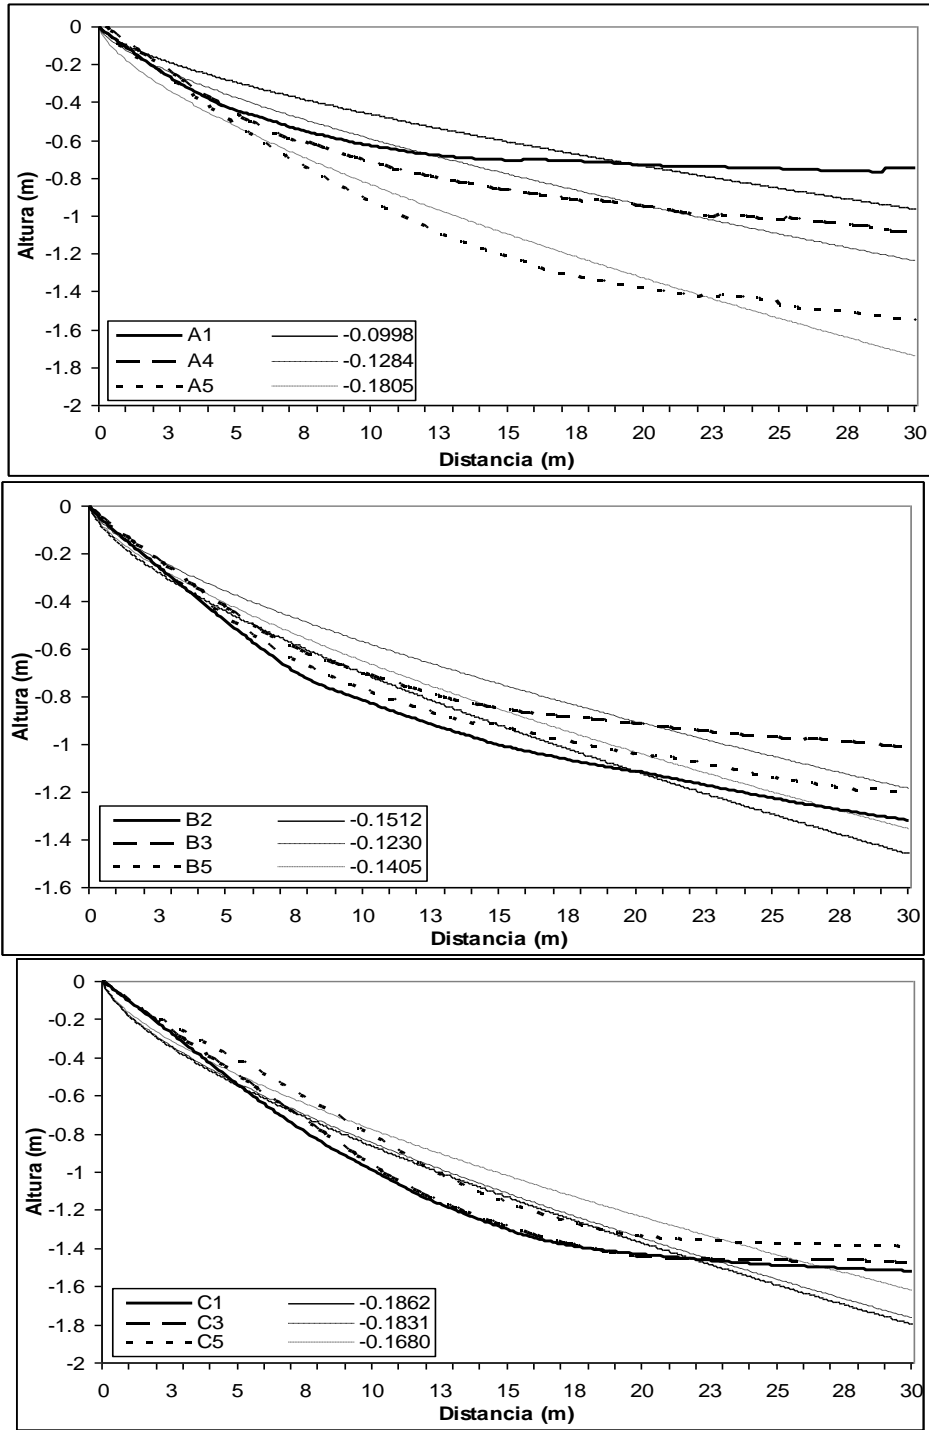 0
-0.2
-0.4
-0.6
-0.8
-1
-1.2
-1.4
-1.6
-1.8
-2
Altura (m)
A1 -0.0998
A4 -0.1284
A5 -0.1805
0 3 5 8 10 13 15 18 20 23 25 28 30
Distancia (m)
0
-0.2
-0.4
-0.6
-0.8
-1
-1.2
-1.4
-1.6
Altura (m)
B2 -0.1512
B3 -0.1230
B5 -0.1405
0 3 5 8 10 13 15 18 20 23 25 28 30
Distancia (m)
0
-0.2
-0.4
-0.6
-0.8
-1
-1.2
-1.4
-1.6
-1.8
-2
Altura (m)
C1 -0.1862
C3 -0.1831
C5 -0.1680
0 3 5 8 10 13 15 18 20 23 25 28 30
Distancia (m)